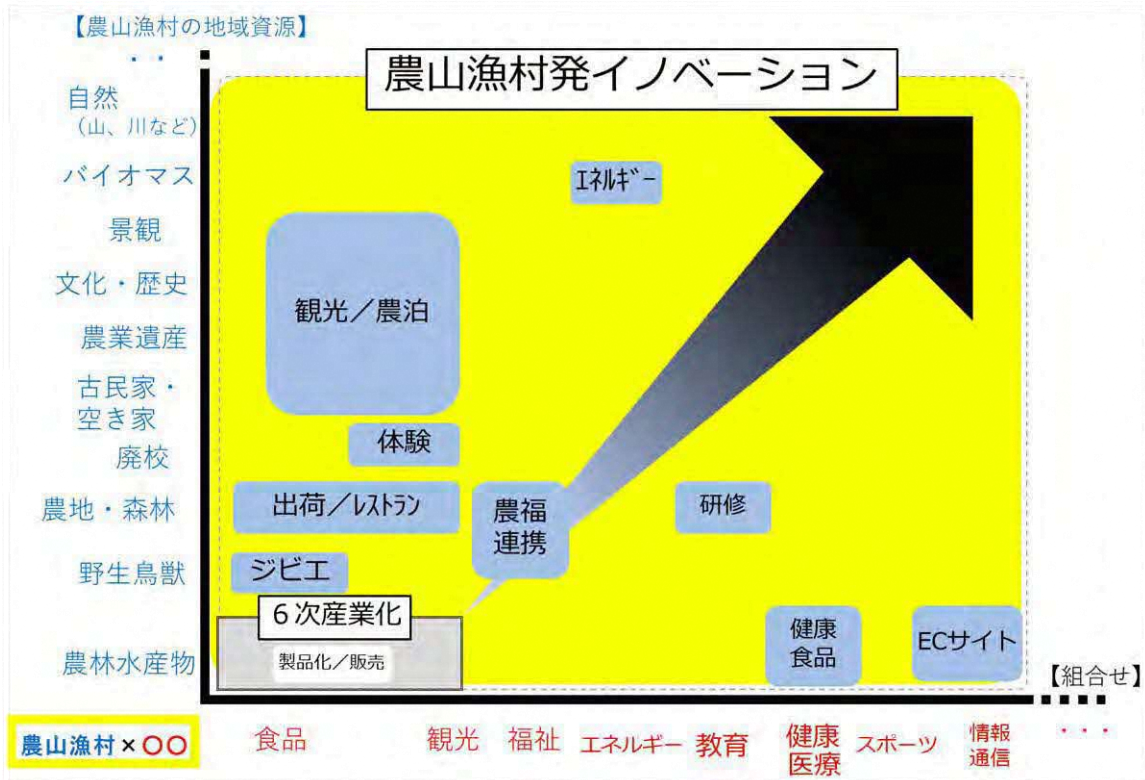 【農山漁村の地域資源】
・・
農山漁村発イノベーション
自然
（山、川など）
バイオマス
ｴﾈﾙｷﾞｰ
景観
文化・歴史
観光／農泊
農業遺産
古民家・
空き家
体験
廃校
農地・森林
出荷／ﾚｽﾄﾗﾝ
農福
連携
研修
野生鳥獣
ジビエ
６次産業化
農林水産物
製品化／販売
健康
食品
ECサイト
【組合せ】
農山漁村×〇〇
食品
観光
福祉
エネルギー
教育
健康
医療
スポーツ
情報
通信
・・・